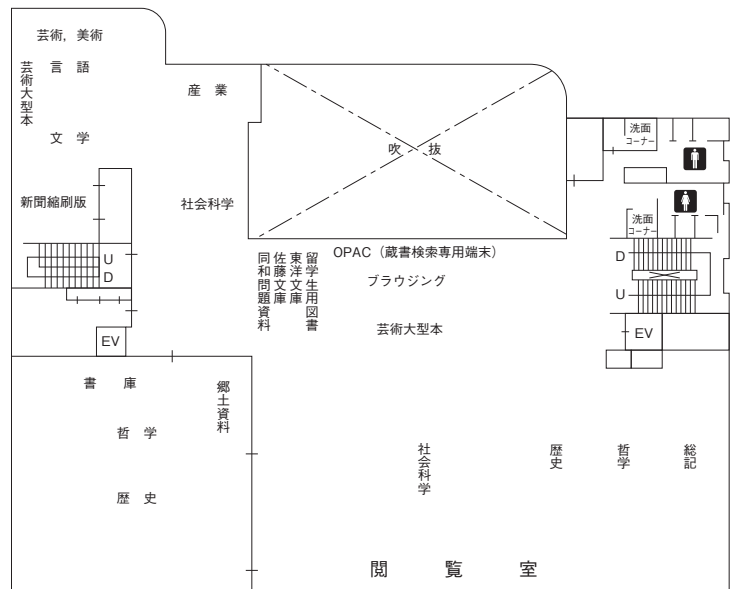 芸術，美術
芸術大型本
言語
産業
文学
吹抜
洗面
コーナー
新聞縮刷版
社会科学
洗面
コーナー
U
D
OPAC（蔵書検索専用端末）
ブラウジング
留学生用図書
東洋文庫
佐藤文庫
同和問題資料
D
U
芸術大型本
EV
EV
書庫
郷土資料
哲学
歴史
社会科学
歴史
哲学
総記
閲覧室